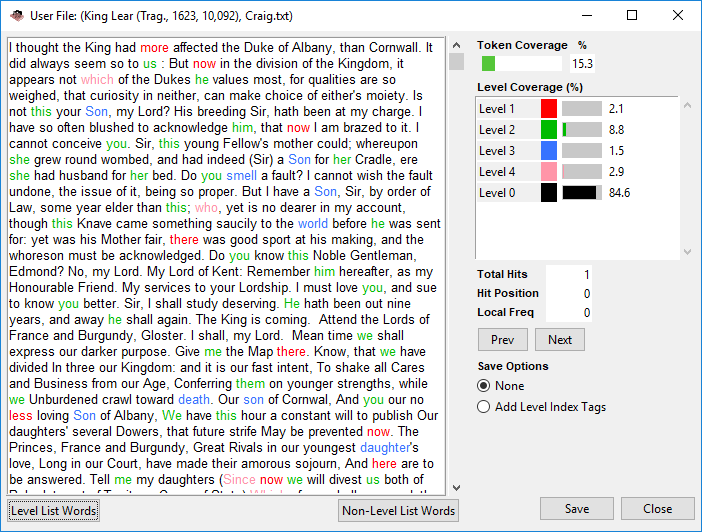 User File: (King Lear (Trag., 1623, 10,092), Craig.txt)
I thought the King had more affected the Duke of Albany, than Cornwall. It
did always seem so to us : But now in the division of the Kingdom, it
appears not which of the Dukes he values most, for qualities are so
weighed, that curiosity in neither, can make choice of either's moiety. Is
not this your Son, my Lord? His breeding Sir, hath been at my charge. I
have so often blushed to acknowledge him, that now I am brazed to it. I
cannot conceive you. Sir, this young Fellow's mother could; whereupon
she grew round wombed, and had indeed (Sir) a Son for her Cradle, ere
she had husband for her bed. Do you smell a fault? I cannot wish the fault
undone, the issue of it, being so proper. But I have a Son, Sir, by order of
Law, some year elder than this; who, yet is no dearer in my account,
though this Knave came something saucily to the world before he was sent
for: yet was his Mother fair, there was good sport at his making, and the
whoreson must be acknowledged. Do you know this Noble Gentleman,
Edmond? No, my Lord. My Lord of Kent: Remember him hereafter, as my
Honourable Friend. My services to your Lordship. I must love you, and sue
to know you better. Sir, I shall study deserving. He hath been out nine
years, and away he shall again. The King is coming.  Attend the Lords of
France and Burgundy, Gloster. I shall, my Lord.  Mean time we shall
express our darker purpose. Give me the Map there. Know, that we have
divided In three our Kingdom: and it is our fast intent, To shake all Cares
and Business from our Age, Conferring them on younger strengths, while
we Unburdened crawl toward death. Our son of Cornwal, And you our no
less loving Son of Albany, We have this hour a constant will to publish Our
daughters' several Dowers, that future strife May be prevented now. The
Princes, France and Burgundy, Great Rivals in our youngest daughter's
love, Long in our Court, have made their amorous sojourn, And here are to
be answered. Tell me my daughters (Since now we will divest us both of
Level List Words
Non-Level List Words
Token Coverage %
15.3
Level Coverage (%)
Level 1 2.1
Level 2 8.8
Level 3 1.5
Level 4 2.9
Level 0 84.6
Total Hits 1
Hit Position 0
Local Freq 0
Prev Next
Save Options
None
Add Level Index Tags
Save Close